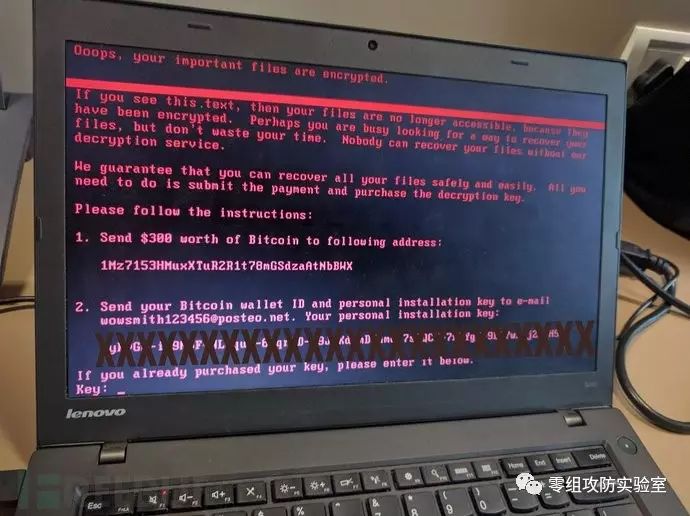 Ooops, your important files are encrypted.
If you see this text, then your files are no longer accessible, because they
have been encrypted. Perhaps you are busy looking for a way to recover your
files, but don't waste your time. Nobody can recover your files without our
decryption service.
We guarantee that you can recover all your files safely and easily. All you
need to do is submit the payment and purchase the decryption key.
Please follow the instructions:
1. Send $300 worth of Bitcoin to following address:
1Mz7153HMuxXTuR2R1t78mGSdzaAtNbBWX
2. Send your Bitcoin wallet ID and personal installation key to e-mail
wowsmith123456@posteo.net. Your personal installation key:
XXXXXXXXXXXXXXXXXXXXXXXXXXXXX
If you already purchased your key, please enter it below.
Key: _
lenovo
Esc
Home End Insert Delete
零组攻防实验室